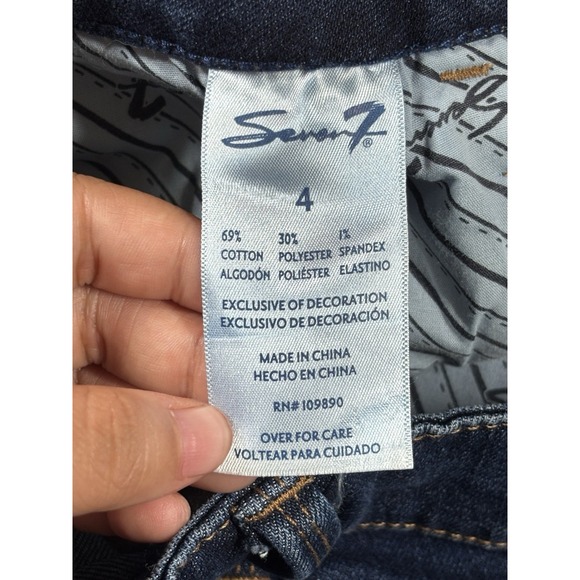 Seven7®
4
69% 30% 1%
COTTON POLYESTER SPANDEX
ALGODÓN POLIÉSTER ELASTINO
EXCLUSIVE OF DECORATION
EXCLUSIVO DE DECORACIÓN
MADE IN CHINA
HECHO EN CHINA
RN# 109890
OVER FOR CARE
VOLTEAR PARA CUIDADO